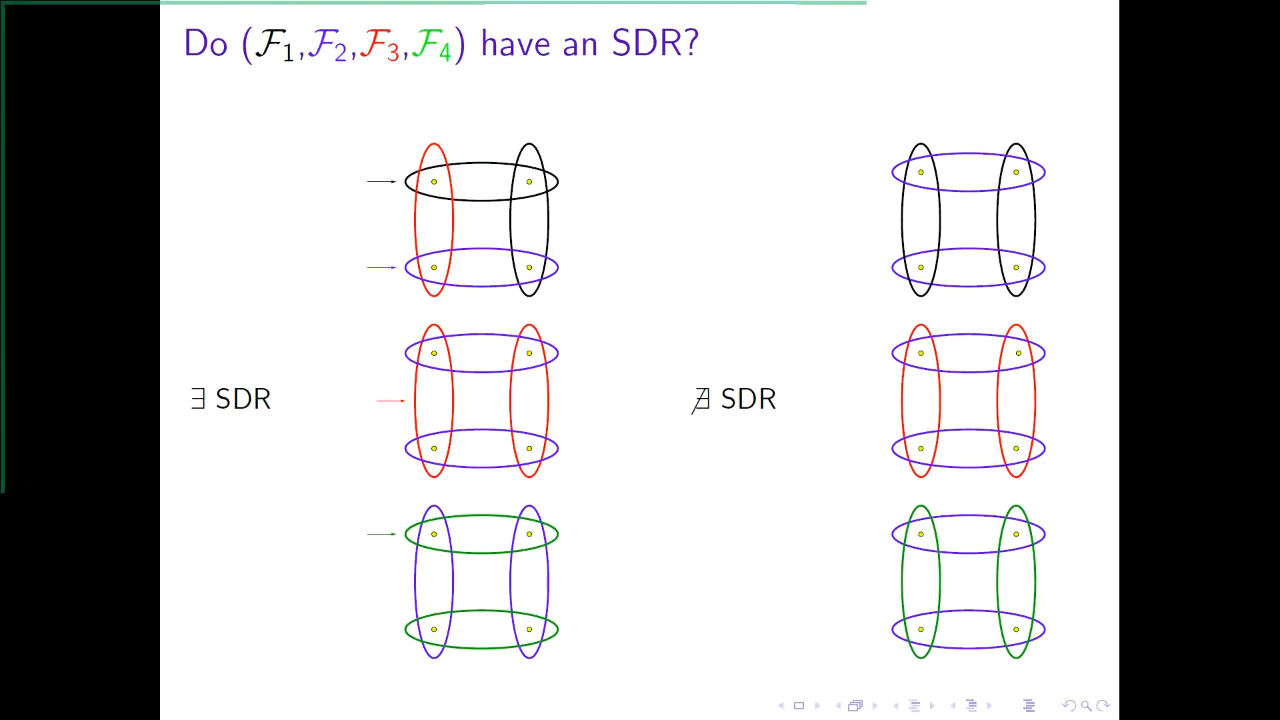 Do (ℱ₁,ℱ₂,ℱ₃,ℱ₄) have an SDR?
∃ SDR
∄ SDR